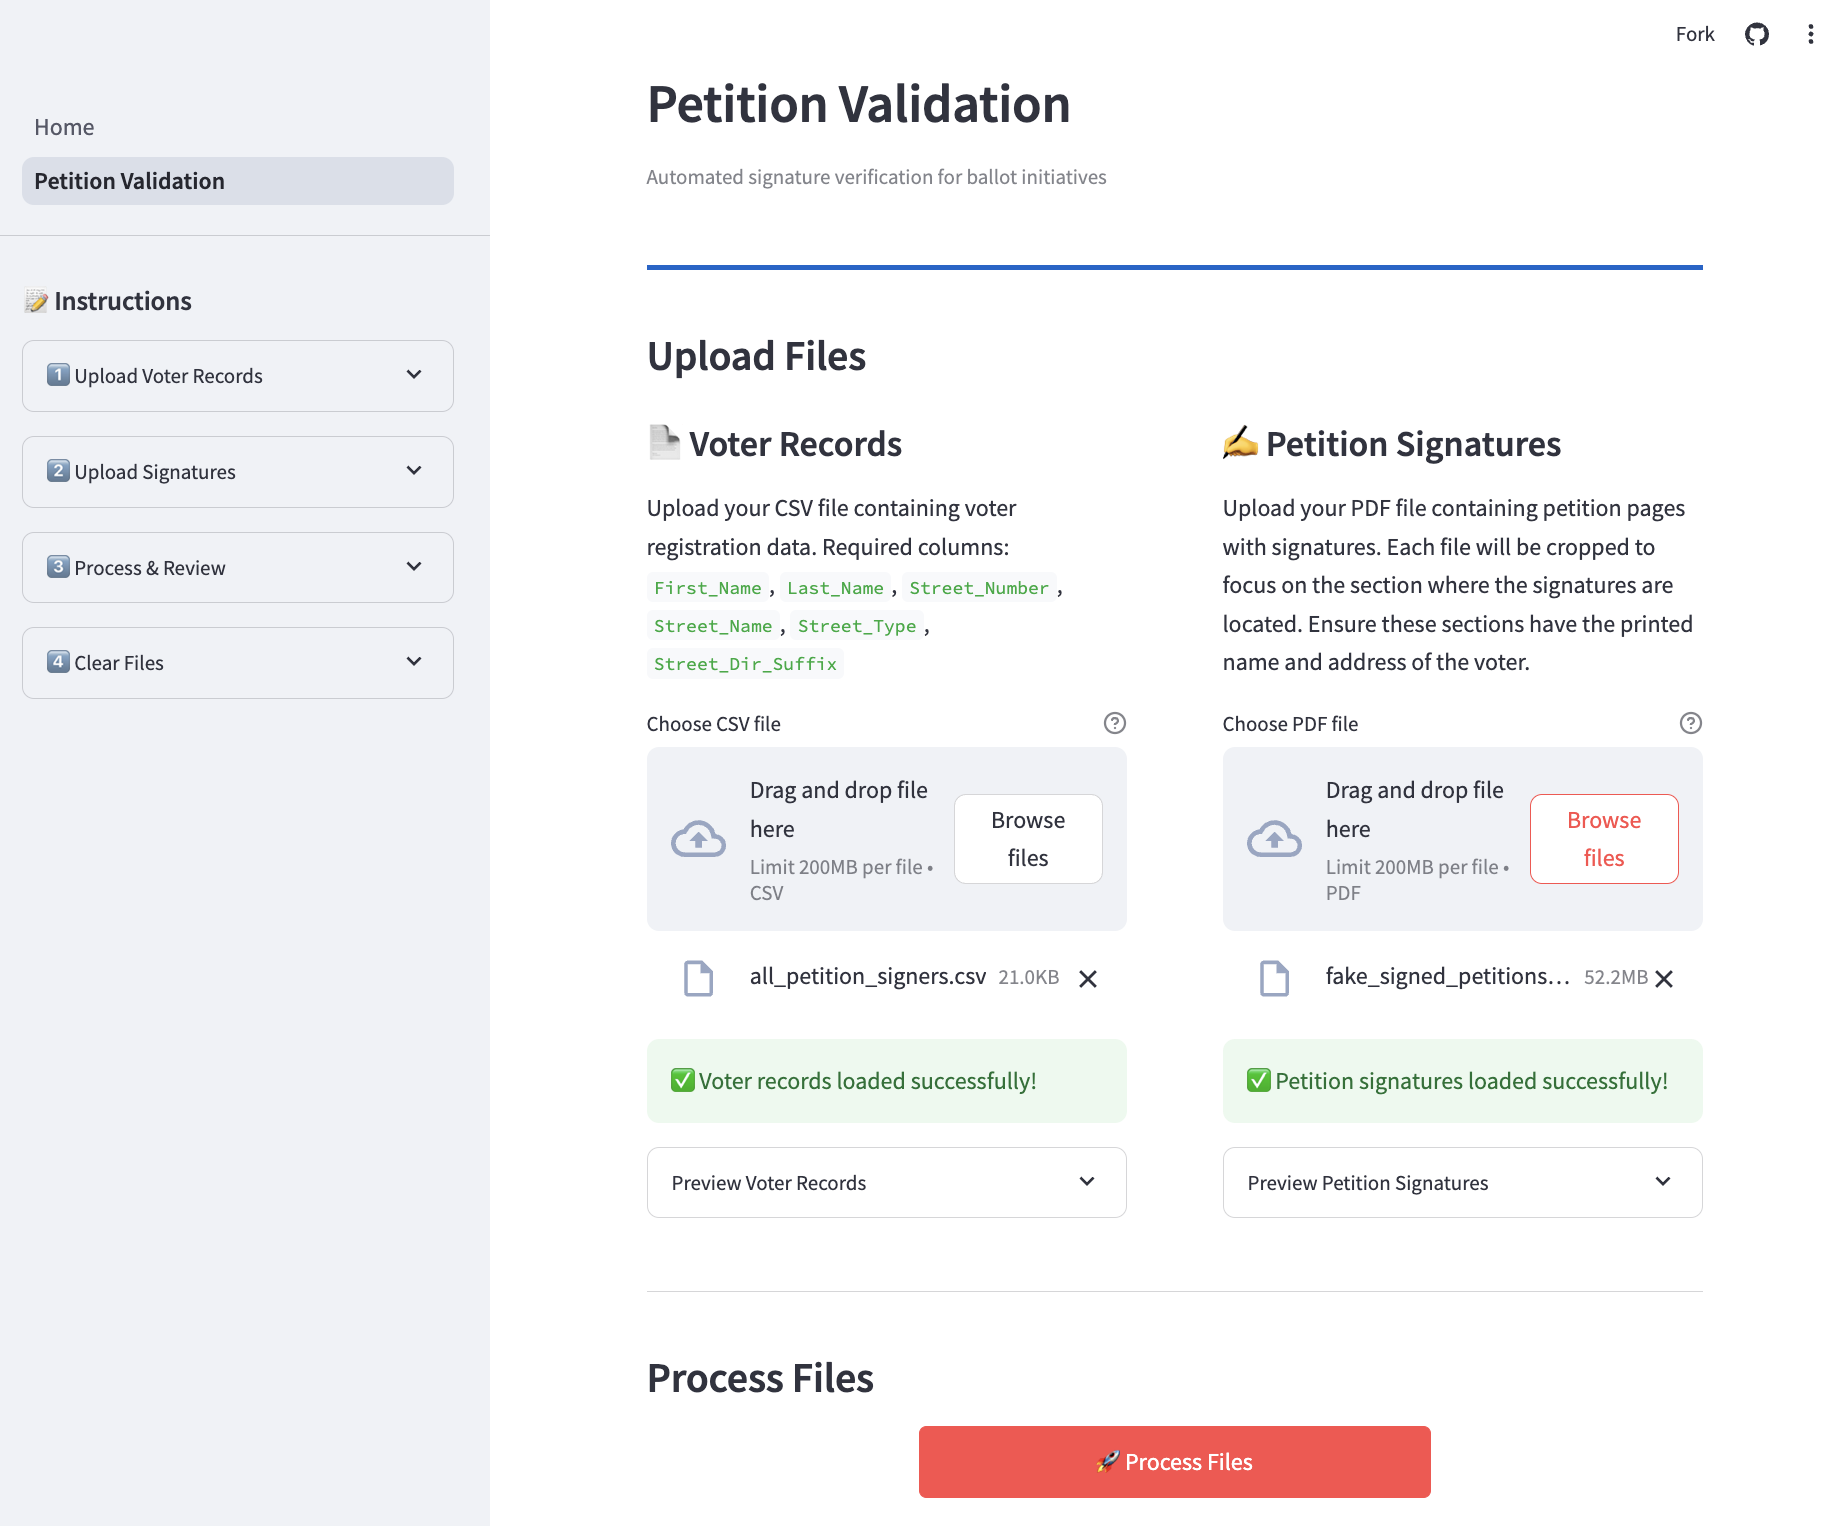 Fork
Home
Petition Validation
📝 Instructions
1 Upload Voter Records
2 Upload Signatures
3 Process & Review
4 Clear Files
Petition Validation
Automated signature verification for ballot initiatives
Upload Files
📄 Voter Records
Upload your CSV file containing voter
registration data. Required columns:
First_Name , Last_Name , Street_Number ,
Street_Name , Street_Type ,
Street_Dir_Suffix
Choose CSV file
Drag and drop file
here
Limit 200MB per file •
CSV
Browse
files
all_petition_signers.csv 21.0KB
✅ Voter records loaded successfully!
Preview Voter Records
✍️ Petition Signatures
Upload your PDF file containing petition pages
with signatures. Each file will be cropped to
focus on the section where the signatures are
located. Ensure these sections have the printed
name and address of the voter.
Choose PDF file
Drag and drop file
here
Limit 200MB per file •
PDF
Browse
files
fake_signed_petitions... 52.2MB
✅ Petition signatures loaded successfully!
Preview Petition Signatures
Process Files
🚀 Process Files